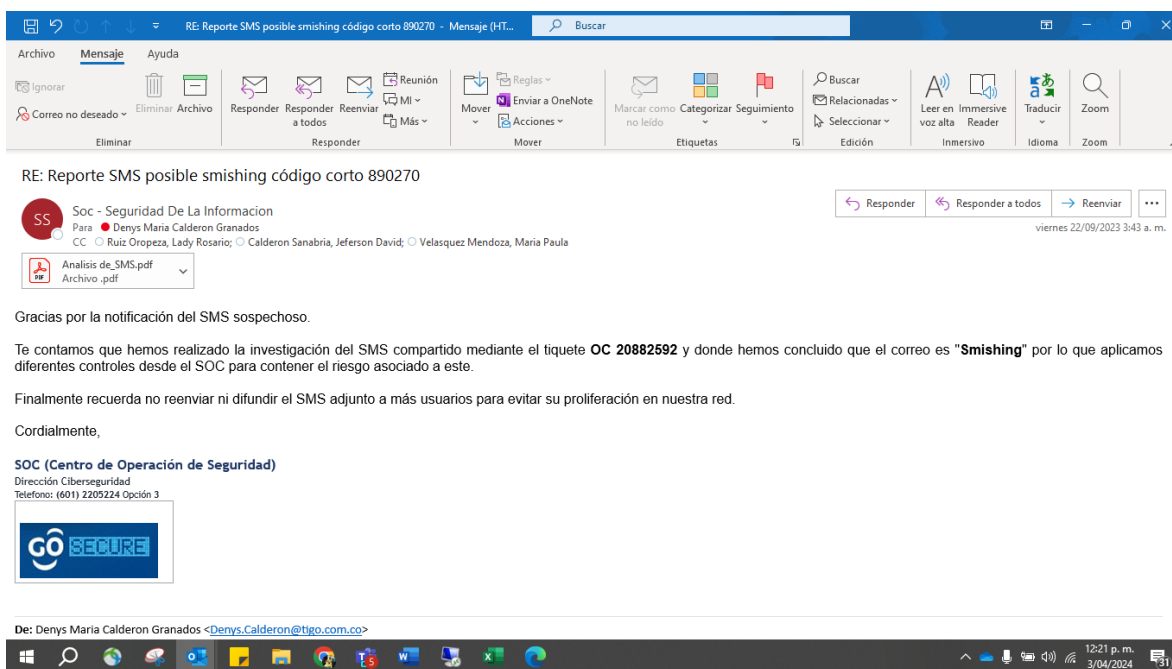 RE: Reporte SMS posible smishing código corto 890270 - Mensaje (HT...
Buscar
Archivo Mensaje Ayuda
Ignorar
Correo no deseado
Eliminar Archivo
Responder Responder a todos Reenviar
Reunión
MI
Más
Mover
Reglas
Enviar a OneNote
Acciones
Marcar como no leído Categorizar Seguimiento
Buscar
Relacionadas
Seleccionar
Leer en voz alta Immersive Reader
Traducir
Zoom
Eliminar Responder Mover Etiquetas Edición Inmersivo Idioma Zoom
RE: Reporte SMS posible smishing código corto 890270
SS
Soc - Seguridad De La Informacion
Para Denys Maria Calderon Granados
CC Ruiz Oropeza, Lady Rosario; Calderon Sanabria, Jeferson David; Velasquez Mendoza, Maria Paula
Responder Responder a todos Reenviar ...
viernes 22/09/2023 3:43 a. m.
PDF
Analisis de_SMS.pdf
Archivo .pdf
Gracias por la notificación del SMS sospechoso.
Te contamos que hemos realizado la investigación del SMS compartido mediante el tiquete OC 20882592 y donde hemos concluido que el correo es "Smishing" por lo que aplicamos
diferentes controles desde el SOC para contener el riesgo asociado a este.
Finalmente recuerda no reenviar ni difundir el SMS adjunto a más usuarios para evitar su proliferación en nuestra red.
Cordialmente,
SOC (Centro de Operación de Seguridad)
Dirección Ciberseguridad
Telefono: (601) 2205224 Opción 3
GO SECURE
De: Denys Maria Calderon Granados <Denys.Calderon@tigo.com.co>
12:21 p. m.
3/04/2024